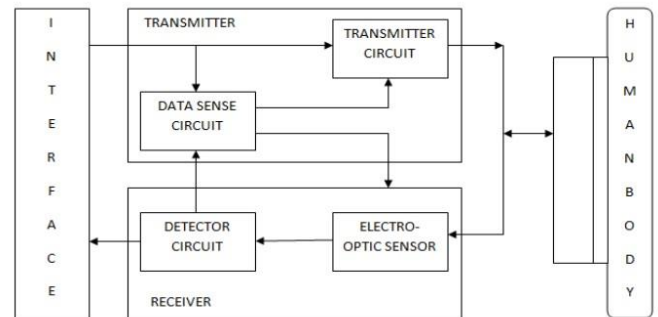 I
N
T
E
R
F
A
C
E
TRANSMITTER
TRANSMITTER
CIRCUIT
DATA SENSE
CIRCUIT
DETECTOR
CIRCUIT
ELECTRO-
OPTIC SENSOR
RECEIVER
H
U
M
A
N
B
O
D
Y